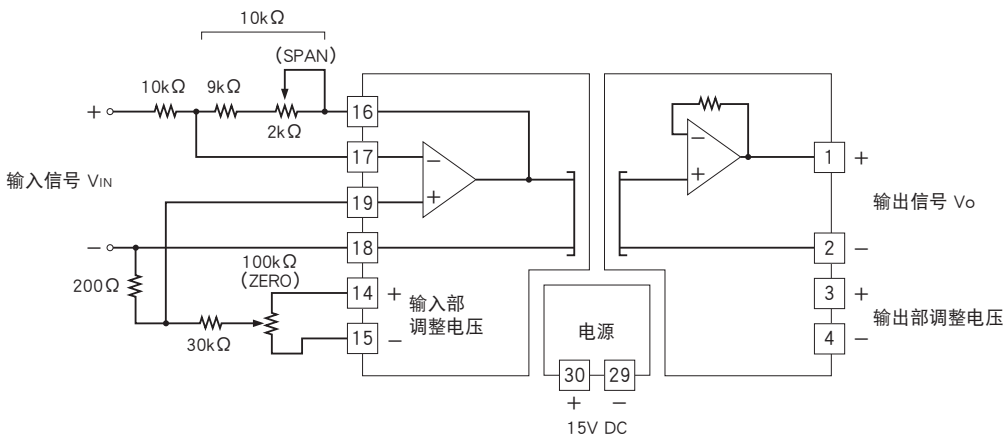 10kΩ
(SPAN)
10kΩ
9kΩ
2kΩ
+
16
17
19
18
14
15
−
+
输入信号 VIN
−
200Ω
100kΩ
(ZERO)
30kΩ
+
−
输入部
调整电压
−
+
1
+
输出信号 Vo
2
−
3
+
输出部调整电压
4
−
电源
30
29
+
−
15V DC